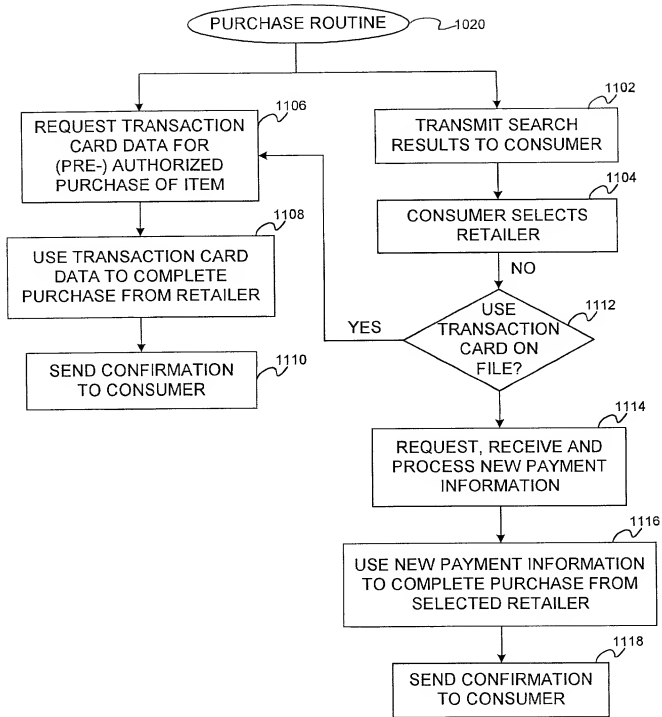 PURCHASE ROUTINE
1020
1106
REQUEST TRANSACTION
CARD DATA FOR
(PRE-) AUTHORIZED
PURCHASE OF ITEM
1108
USE TRANSACTION CARD
DATA TO COMPLETE
PURCHASE FROM RETAILER
SEND CONFIRMATION
TO CONSUMER
1110
1102
TRANSMIT SEARCH
RESULTS TO CONSUMER
1104
CONSUMER SELECTS
RETAILER
NO
YES
USE
TRANSACTION
CARD ON
FILE?
1112
1114
REQUEST, RECEIVE AND
PROCESS NEW PAYMENT
INFORMATION
1116
USE NEW PAYMENT INFORMATION
TO COMPLETE PURCHASE FROM
SELECTED RETAILER
1118
SEND CONFIRMATION
TO CONSUMER